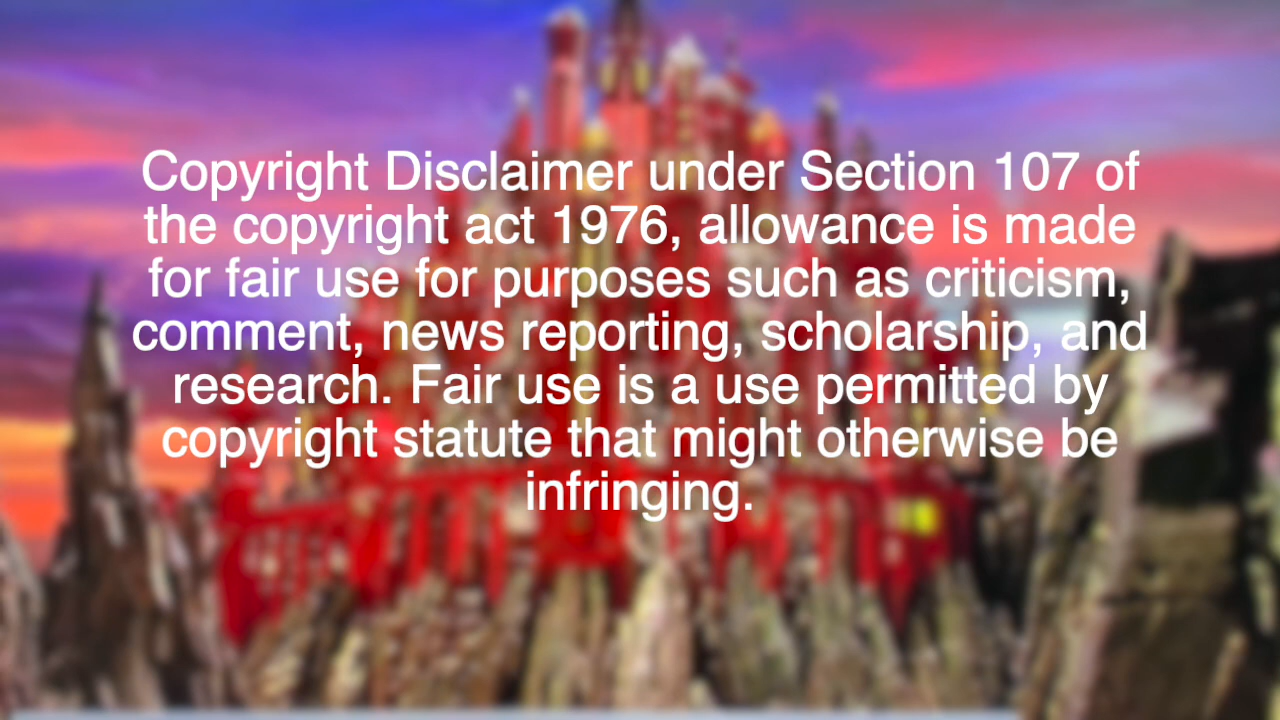 Copyright Disclaimer under Section 107 of
the copyright act 1976, allowance is made
for fair use for purposes such as criticism,
comment, news reporting, scholarship, and
research. Fair use is a use permitted by
copyright statute that might otherwise be
infringing.